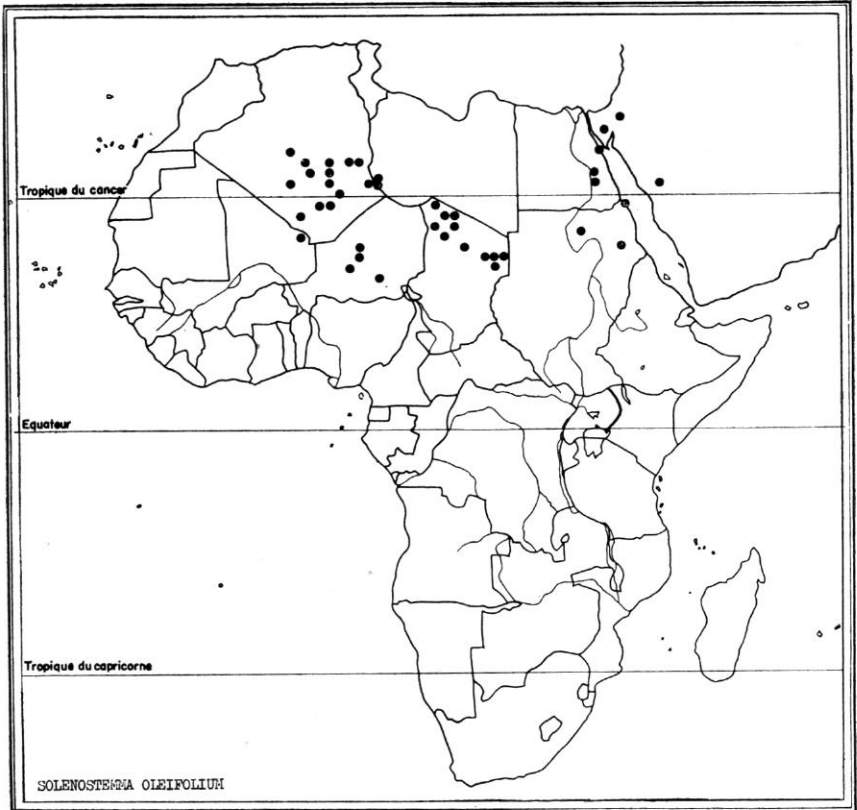 Tropique du cancer
Equateur
Tropique du capricorne
SOLENOSTEMMA OLEIFOLIUM